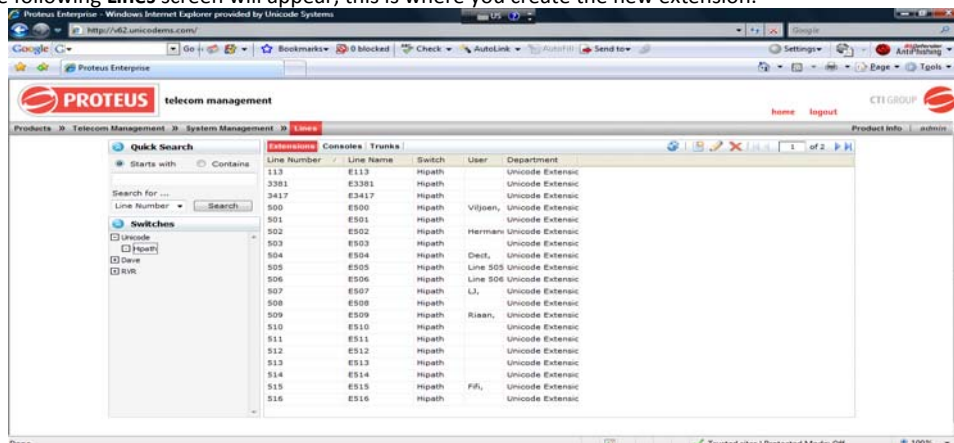 e following Lines screen will appear, this is where you create the new extension.
Proteus Enterprise - Windows Internet Explorer provided by Unicode Systems
US
http://v62.unicodems.com/
Google
Google G Go Bookmarks 0 blocked Check AutoLink AutoFill Send to Settings
Proteus Enterprise Page Tools
PROTEUS telecom management
CTI GROUP
home logout
Products » Telecom Management » System Management » Lines
Product Info | admin
Quick Search
Starts with Contains
Search for ...
Line Number Search
Switches
Unicode
Hipath
Dave
RVR
Extensions Consoles Trunks 1 of 2
Line Number / Line Name Switch User Department
113 E113 Hipath Unicode Extensic
3381 E3381 Hipath Unicode Extensic
3417 E3417 Hipath Unicode Extensic
500 E500 Hipath Viljoen, Unicode Extensic
501 E501 Hipath Unicode Extensic
502 E502 Hipath Hermani Unicode Extensic
503 E503 Hipath Unicode Extensic
504 E504 Hipath Dect, Unicode Extensic
505 E505 Hipath Line 505 Unicode Extensic
506 E506 Hipath Line 506 Unicode Extensic
507 E507 Hipath LJ, Unicode Extensic
508 E508 Hipath Unicode Extensic
509 E509 Hipath Riaan, Unicode Extensic
510 E510 Hipath Unicode Extensic
511 E511 Hipath Unicode Extensic
512 E512 Hipath Unicode Extensic
513 E513 Hipath Unicode Extensic
514 E514 Hipath Unicode Extensic
515 E515 Hipath Fifi, Unicode Extensic
516 E516 Hipath Unicode Extensic